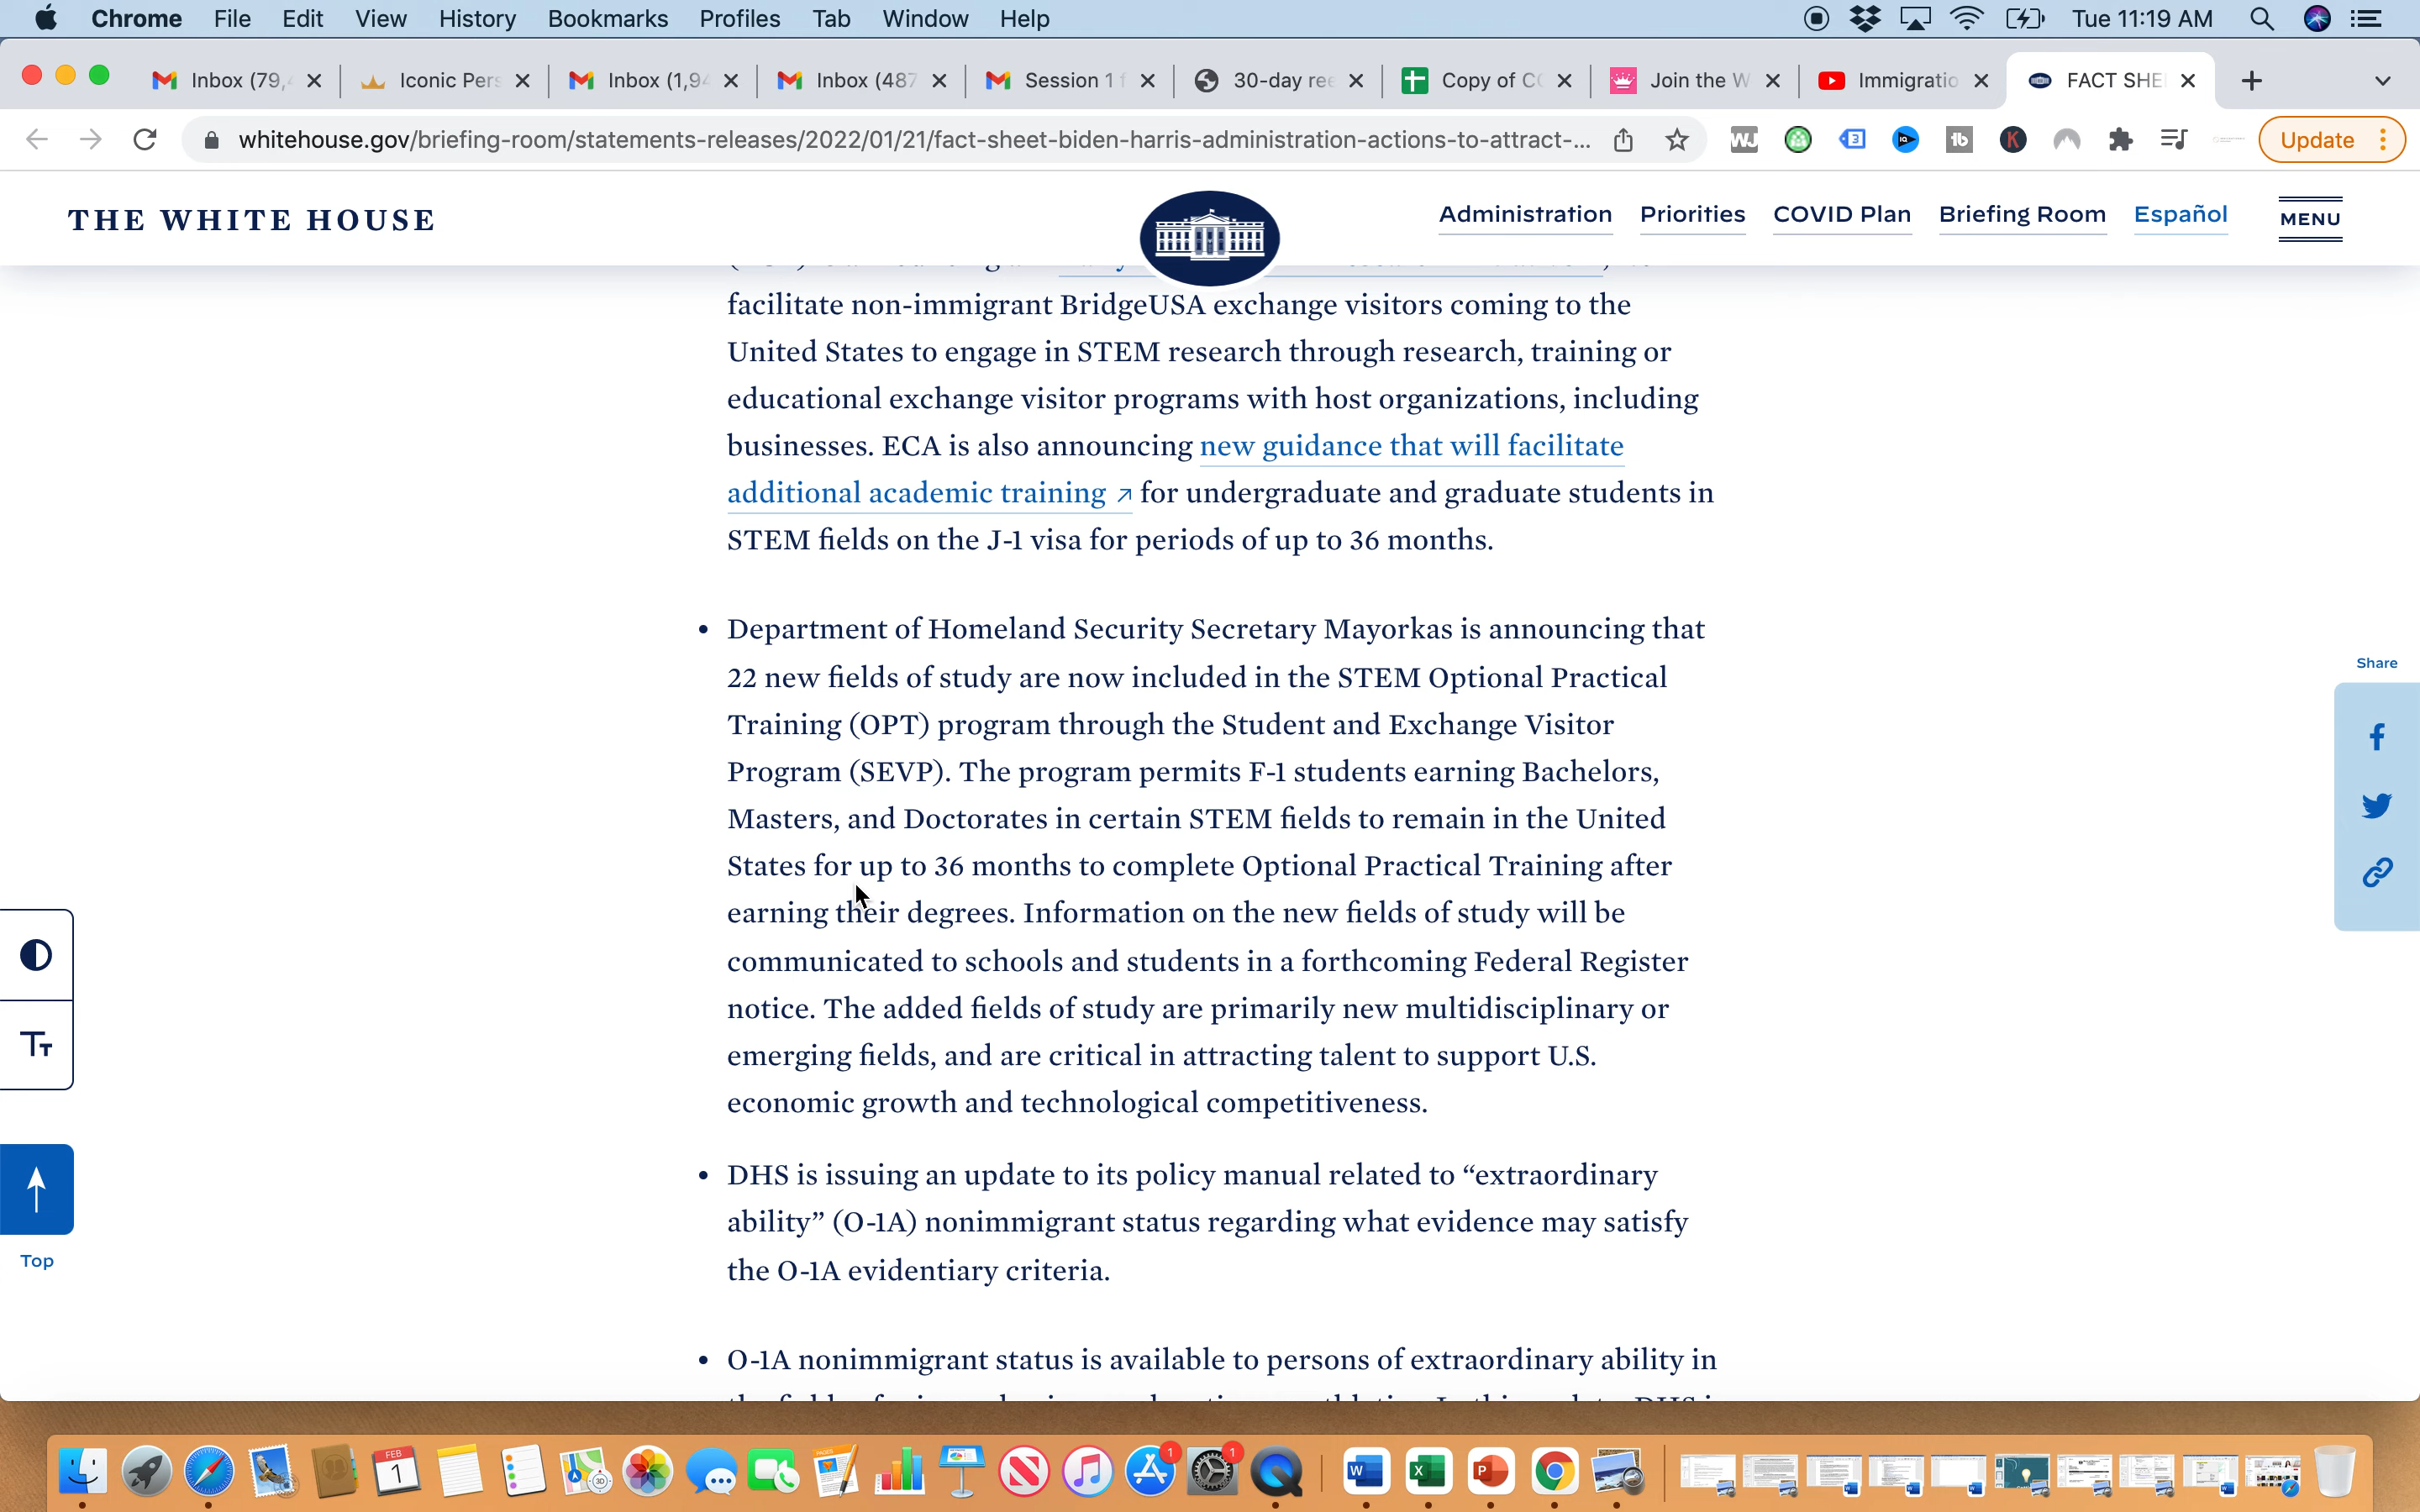 Chrome File Edit View History Bookmarks Profiles Tab Window Help Tue 11:19 AM
Inbox (79, Iconic Pers Inbox (1,94 Inbox (487 Session 1 f 30-day ree Copy of CC Join the W Immigratio FACT SHE
whitehouse.gov/briefing-room/statements-releases/2022/01/21/fact-sheet-biden-harris-administration-actions-to-attract-... Update
THE WHITE HOUSE
Administration Priorities COVID Plan Briefing Room Español MENU
facilitate non-immigrant BridgeUSA exchange visitors coming to the
United States to engage in STEM research through research, training or
educational exchange visitor programs with host organizations, including
businesses. ECA is also announcing new guidance that will facilitate
additional academic training ↗ for undergraduate and graduate students in
STEM fields on the J-1 visa for periods of up to 36 months.
• Department of Homeland Security Secretary Mayorkas is announcing that
22 new fields of study are now included in the STEM Optional Practical
Training (OPT) program through the Student and Exchange Visitor
Program (SEVP). The program permits F-1 students earning Bachelors,
Masters, and Doctorates in certain STEM fields to remain in the United
States for up to 36 months to complete Optional Practical Training after
earning their degrees. Information on the new fields of study will be
communicated to schools and students in a forthcoming Federal Register
notice. The added fields of study are primarily new multidisciplinary or
emerging fields, and are critical in attracting talent to support U.S.
economic growth and technological competitiveness.
• DHS is issuing an update to its policy manual related to “extraordinary
ability” (O-1A) nonimmigrant status regarding what evidence may satisfy
the O-1A evidentiary criteria.
• O-1A nonimmigrant status is available to persons of extraordinary ability in
Share
Tт
Top
FEB
1
1
1